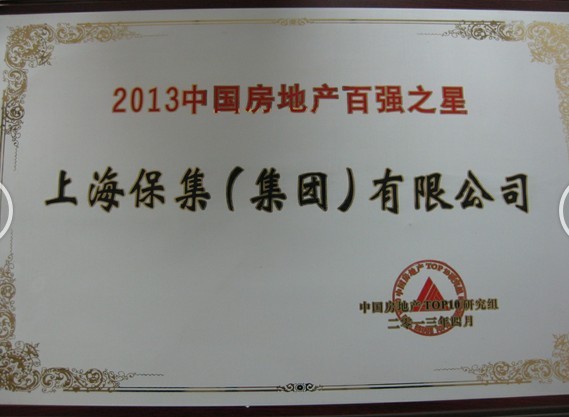 2013中国房地产百强之星
上海保集(集团)有限公司
中国房地产TOP10研究组
二零一三年四月